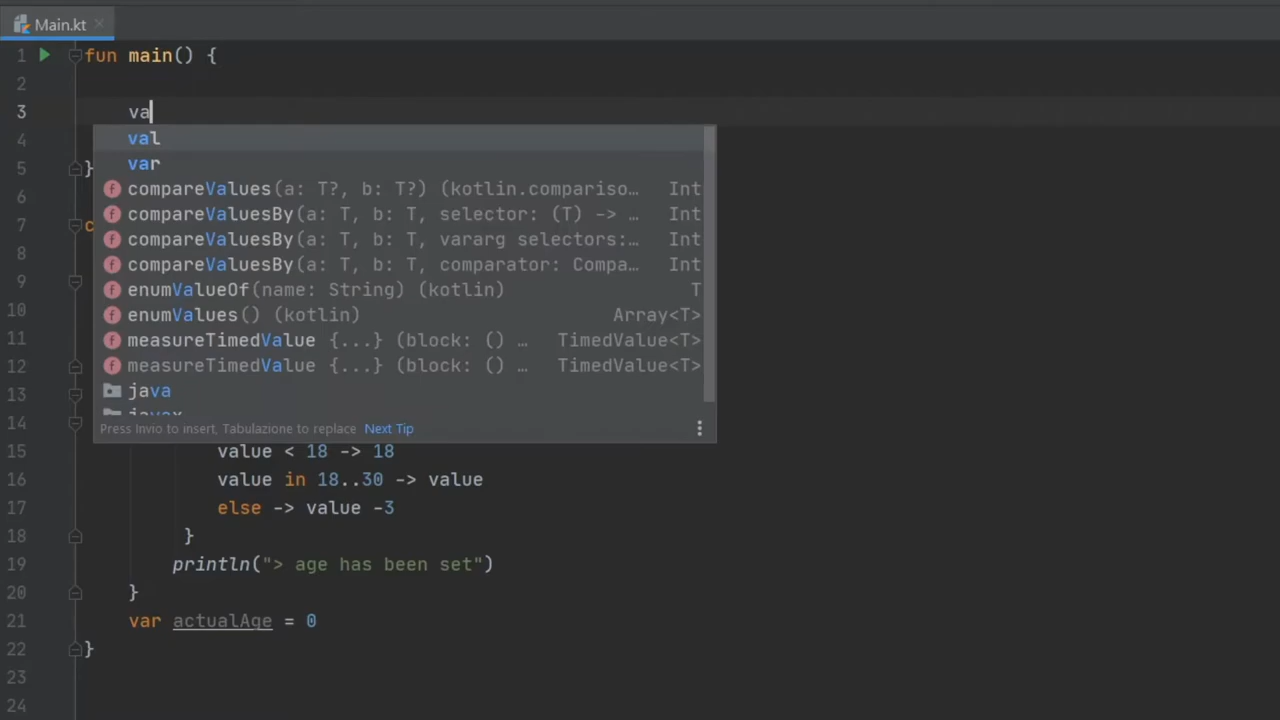 Main.kt
1 fun main() {
2
3 va
4 val
var
5 }
6 compareValues(a: T?, b: T?) (kotlin.compariso… Int
7 c compareValuesBy(a: T, b: T, selector: (T) -> … Int
compareValuesBy(a: T, b: T, vararg selectors:… Int
8
9 compareValuesBy(a: T, b: T, comparator: Compa… Int
enumValueOf(name: String) (kotlin) T
10 enumValues() (kotlin) Array<T>
11 measureTimedValue {...} (block: () … TimedValue<T>
12 measureTimedValue {...} (block: () … TimedValue<T>
13 java
14
Press Invio to insert, Tabulazione to replace Next Tip
15 value < 18 -> 18
16 value in 18..30 -> value
17 else -> value -3
18 }
19 println("> age has been set")
20 }
21 var actualAge = 0
22 }
23
24